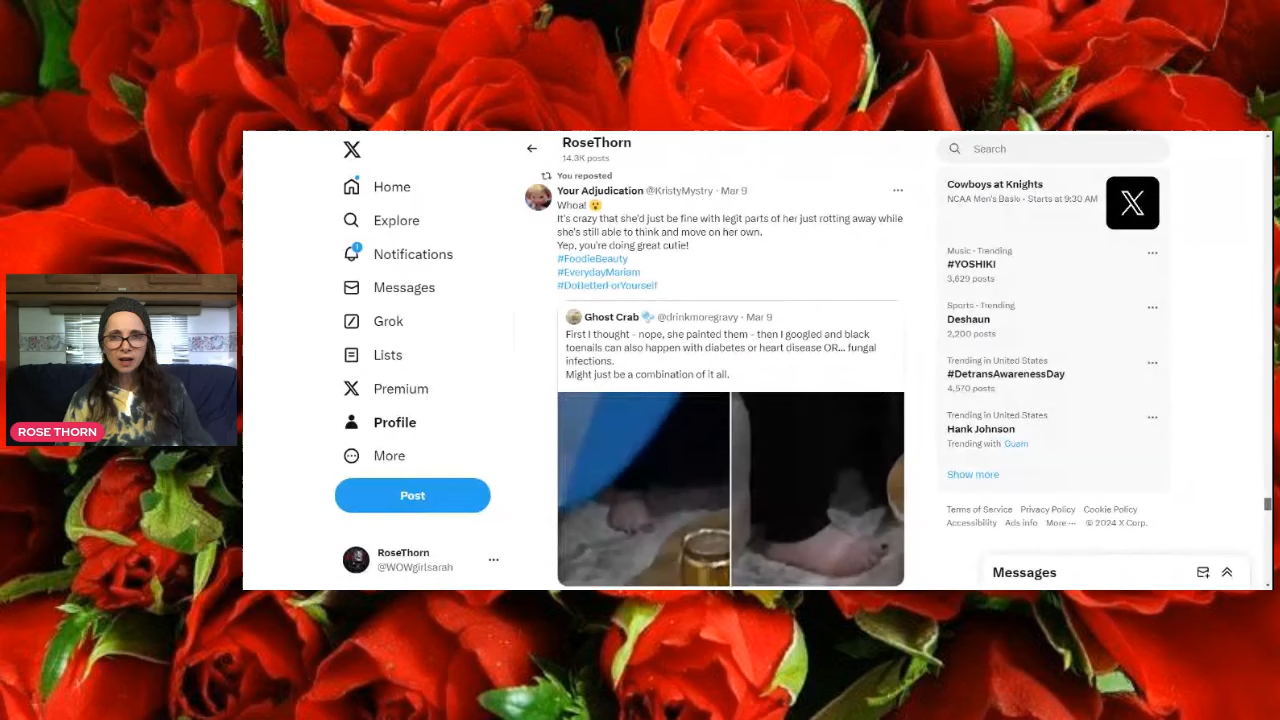 ROSE THORN
Home
Explore
1
Notifications
Messages
Grok
Lists
Premium
Profile
More
Post
RoseThorn
@WOWgirlsarah
RoseThorn
14.3K posts
You reposted
Your Adjudication @KristyMystry · Mar 9
Whoa! 😮
It's crazy that she'd just be fine with legit parts of her just rotting away while
she's still able to think and move on her own.
Yep, you're doing great cutie!
#FoodieBeauty
#EverydayMariam
#DoBetterForYourself
Ghost Crab @drinkmoregravy · Mar 9
First I thought - nope, she painted them - then I googled and black
toenails can also happen with diabetes or heart disease OR... fungal
infections.
Might just be a combination of it all.
Search
Cowboys at Knights
NCAA Men's Bask · Starts at 9:30 AM
Music · Trending
#YOSHIKI
3,629 posts
Sports · Trending
Deshaun
2,200 posts
Trending in United States
#DetransAwarenessDay
4,570 posts
Trending in United States
Hank Johnson
Trending with Guam
Show more
Terms of Service Privacy Policy Cookie Policy
Accessibility Ads info More ··· © 2024 X Corp.
Messages